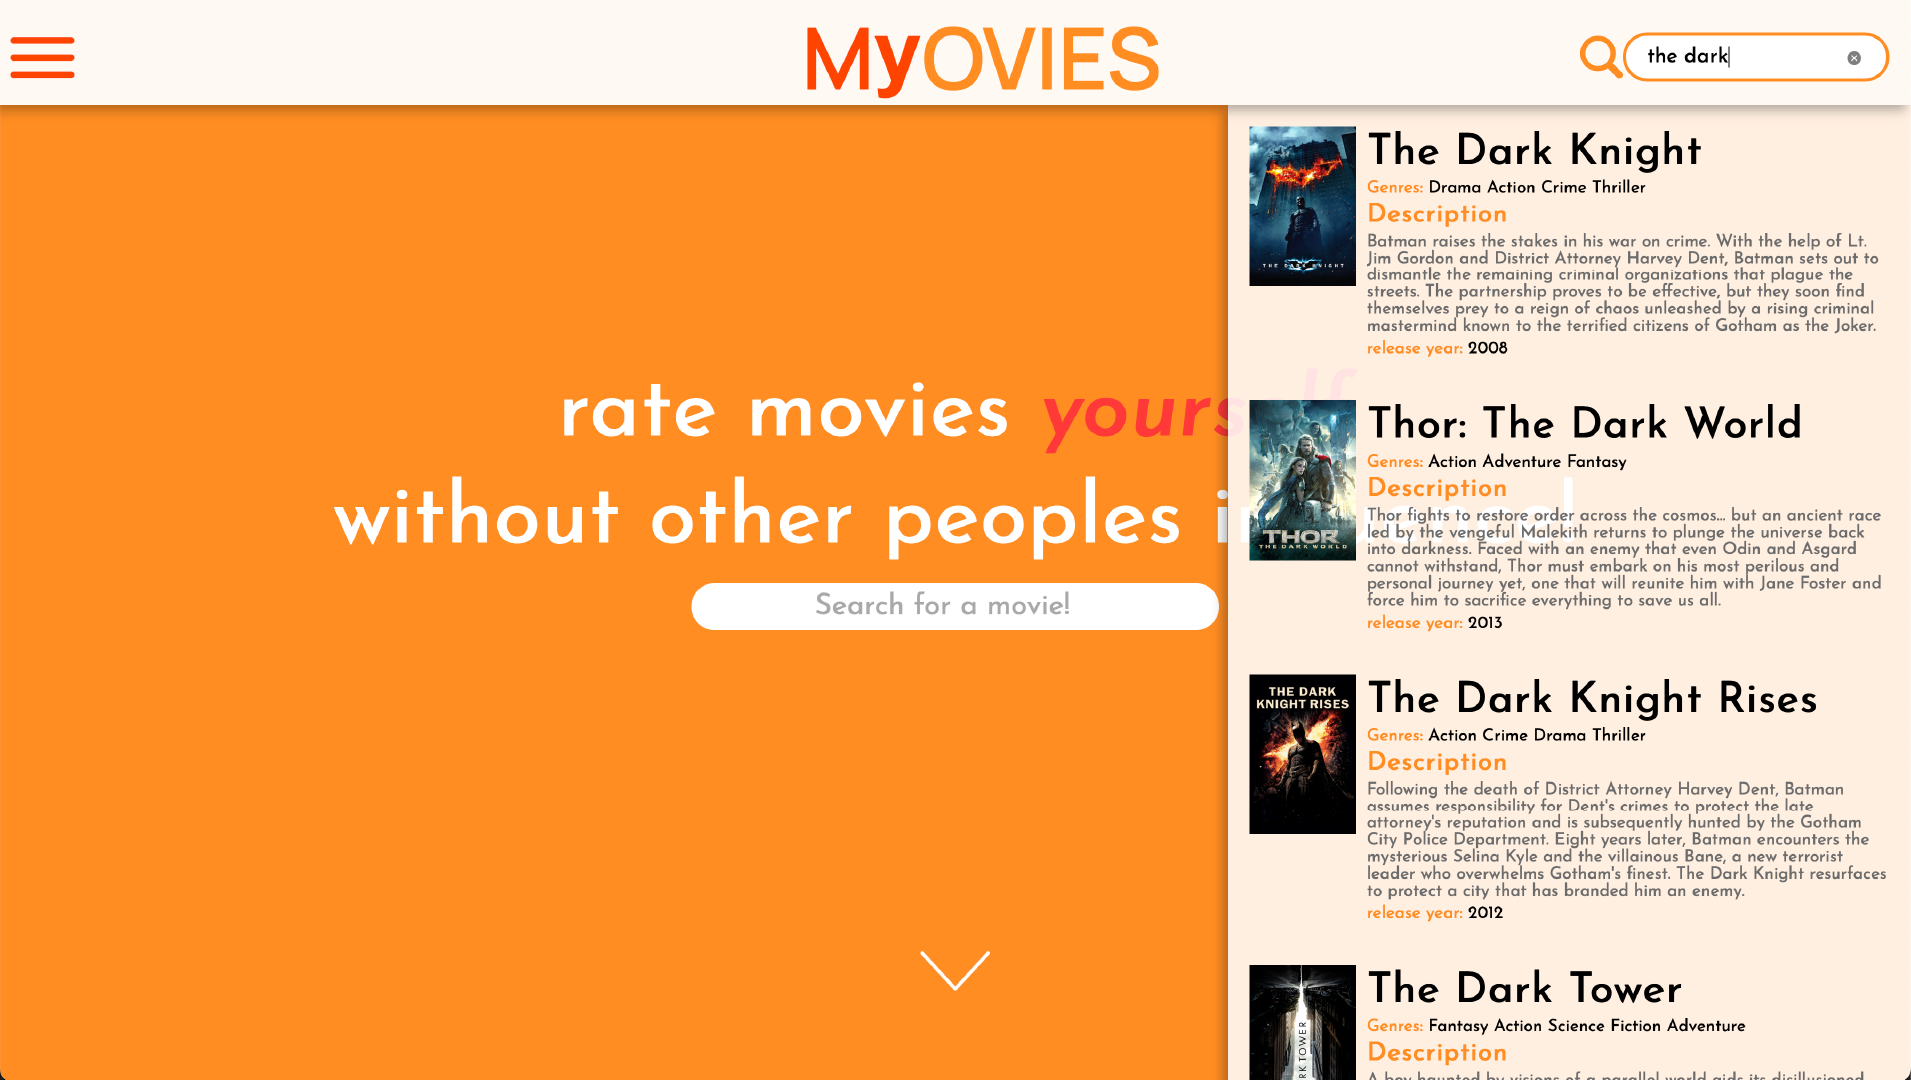 MyOVIES
the dark
rate movies yours lf
without other peoples i uence!
Search for a movie!
THE DARK KNIGHT
The Dark Knight
Genres: Drama Action Crime Thriller
Description
Batman raises the stakes in his war on crime. With the help of Lt.
Jim Gordon and District Attorney Harvey Dent, Batman sets out to
dismantle the remaining criminal organizations that plague the
streets. The partnership proves to be effective, but they soon find
themselves prey to a reign of chaos unleashed by a rising criminal
mastermind known to the terrified citizens of Gotham as the Joker.
release year: 2008
THOR
THE DARK WORLD
Thor: The Dark World
Genres: Action Adventure Fantasy
Description
Thor fights to restore order across the cosmos... but an ancient race
led by the vengeful Malekith returns to plunge the universe back
into darkness. Faced with an enemy that even Odin and Asgard
cannot withstand, Thor must embark on his most perilous and
personal journey yet, one that will reunite him with Jane Foster and
force him to sacrifice everything to save us all.
release year: 2013
THE DARK
KNIGHT RISES
The Dark Knight Rises
Genres: Action Crime Drama Thriller
Description
Following the death of District Attorney Harvey Dent, Batman
assumes responsibility for Dent's crimes to protect the late
attorney's reputation and is subsequently hunted by the Gotham
City Police Department. Eight years later, Batman encounters the
mysterious Selina Kyle and the villainous Bane, a new terrorist
leader who overwhelms Gotham's finest. The Dark Knight resurfaces
to protect a city that has branded him an enemy.
release year: 2012
RK TOWER
The Dark Tower
Genres: Fantasy Action Science Fiction Adventure
Description
A boy haunted by visions of a parallel world aids its disillusioned